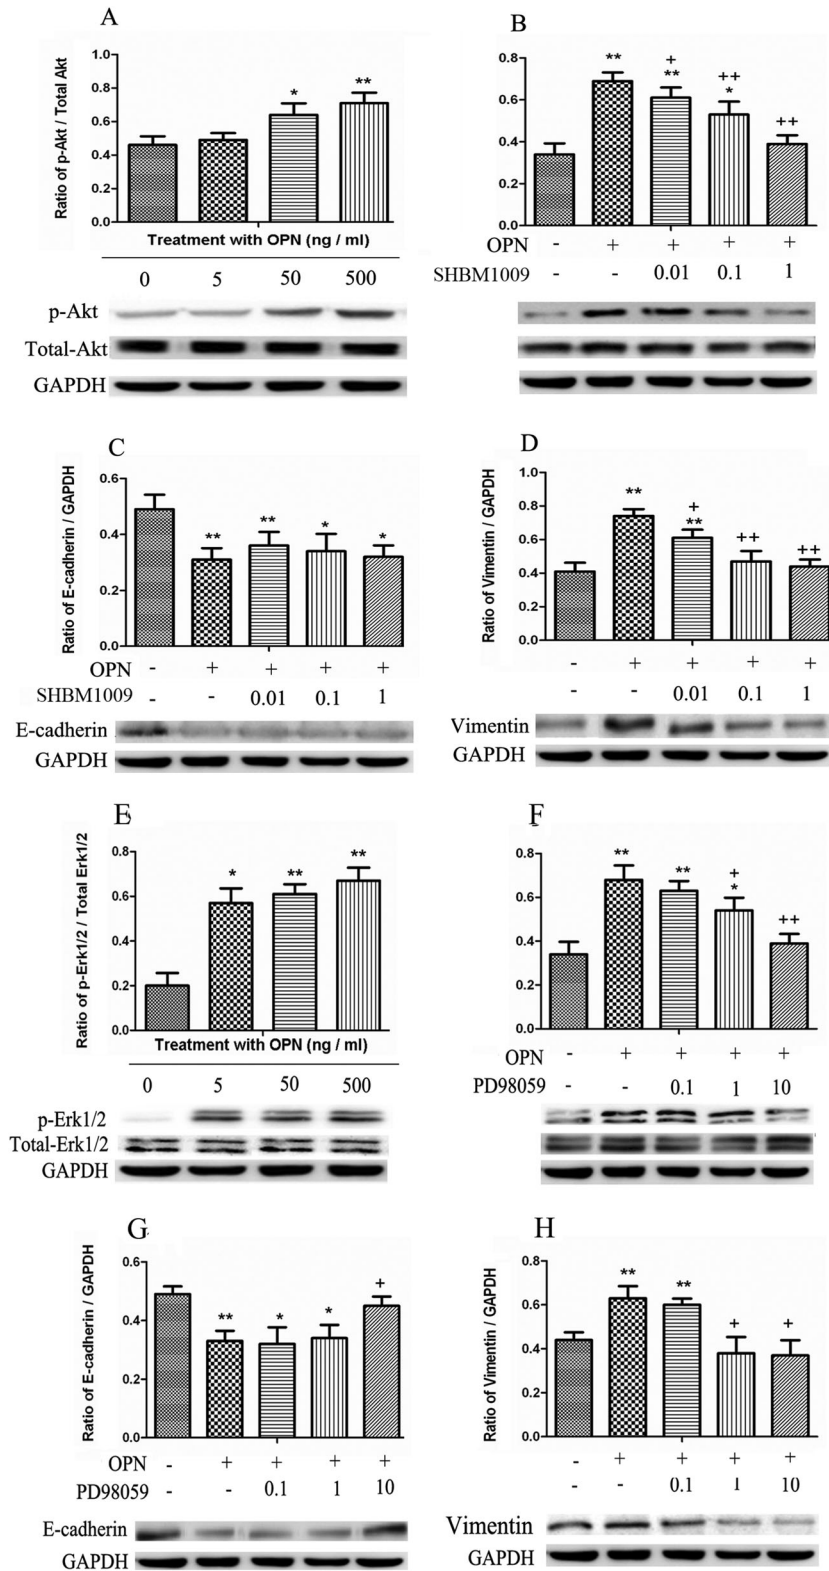 A
Ratio of p-Akt / Total Akt
1.0
0.8
0.6
0.4
0.2
0.0
*
**
Treatment with OPN (ng / ml)
0 5 50 500
p-Akt
Total-Akt
GAPDH
B
0.8
0.6
0.4
0.2
0.0
** + ** ++ * ++
OPN - + + + +
SHBM1009 - - 0.01 0.1 1
C
Ratio of E-cadherin / GAPDH
0.6
0.4
0.2
0.0
** ** * *
OPN - + + + +
SHBM1009 - 0.01 0.1 1
E-cadherin
GAPDH
D
Ratio of Vimentin / GAPDH
1.0
0.8
0.6
0.4
0.2
0.0
** + ** ++ ++
- + + + +
- - 0.01 0.1 1
Vimentin
GAPDH
E
Ratio of p-Erk1/2 / Total Erk1/2
0.8
0.6
0.4
0.2
0.0
* ** **
Treatment with OPN (ng / ml)
0 5 50 500
p-Erk1/2
Total-Erk1/2
GAPDH
F
0.8
0.6
0.4
0.2
0.0
** ** + * ++
OPN - + + + +
PD98059 - - 0.1 1 10
G
Ratio of E-cadherin / GAPDH
0.6
0.4
0.2
0.0
** * * +
OPN - + + + +
PD98059 - - 0.1 1 10
E-cadherin
GAPDH
H
Ratio of Vimentin / GAPDH
0.8
0.6
0.4
0.2
0.0
** ** + +
- + + + +
- - 0.1 1 10
Vimentin
GAPDH